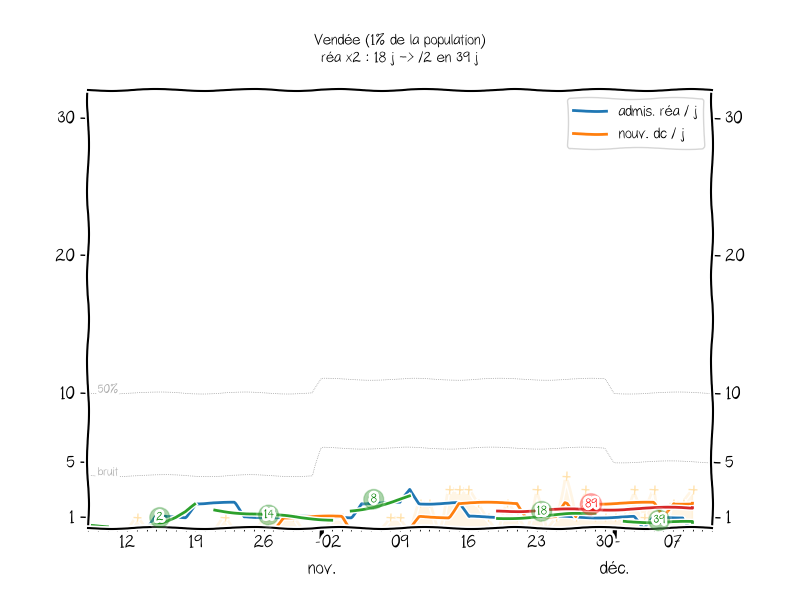 Vendée (1% de la population)
réa x2 : 18 j -> /2 en 39 j
admis. réa / j
nouv. dc / j
30
30
20
20
50%
10
10
bruit
5
5
2
14
8
18
89
39
1
1
12 19 26 02 09 16 23 30 07
nov. déc.